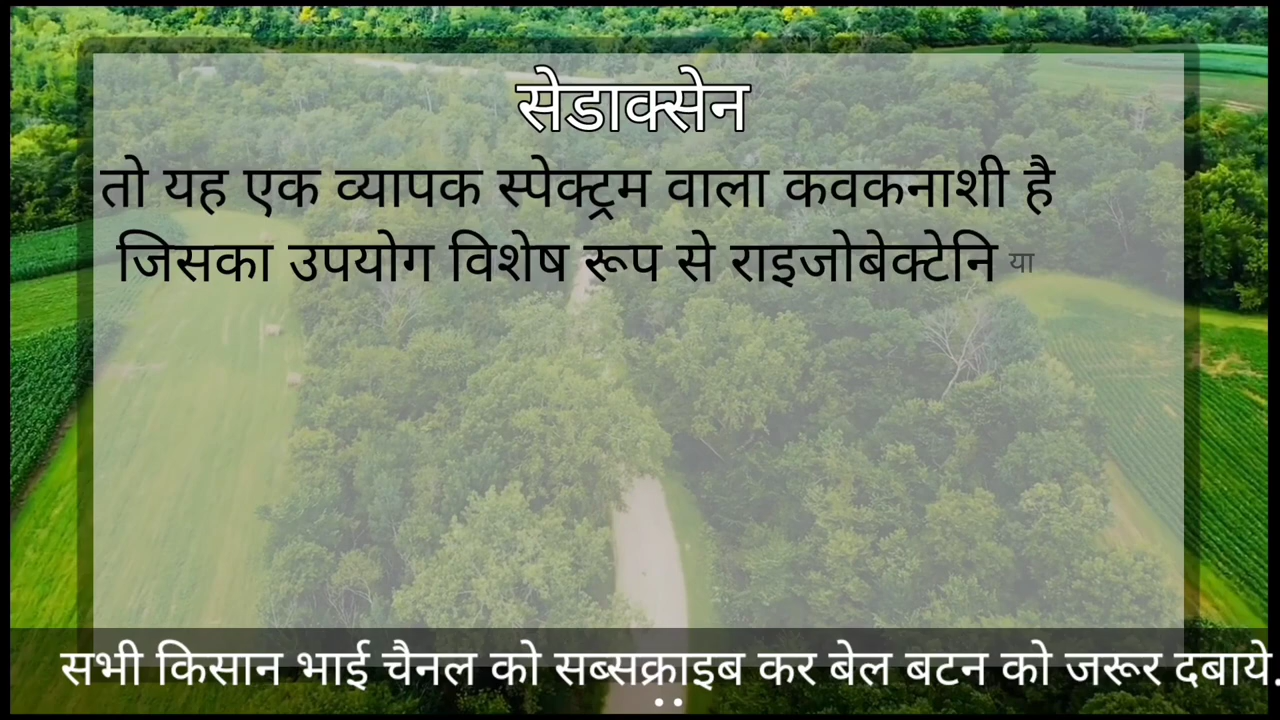 सेडाक्सेन
तो यह एक व्यापक स्पेक्ट्रम वाला कवकनाशी है
जिसका उपयोग विशेष रूप से राइजोबेक्टेनि या
सभी किसान भाई चैनल को सब्सक्राइब कर बेल बटन को जरूर दबाये.